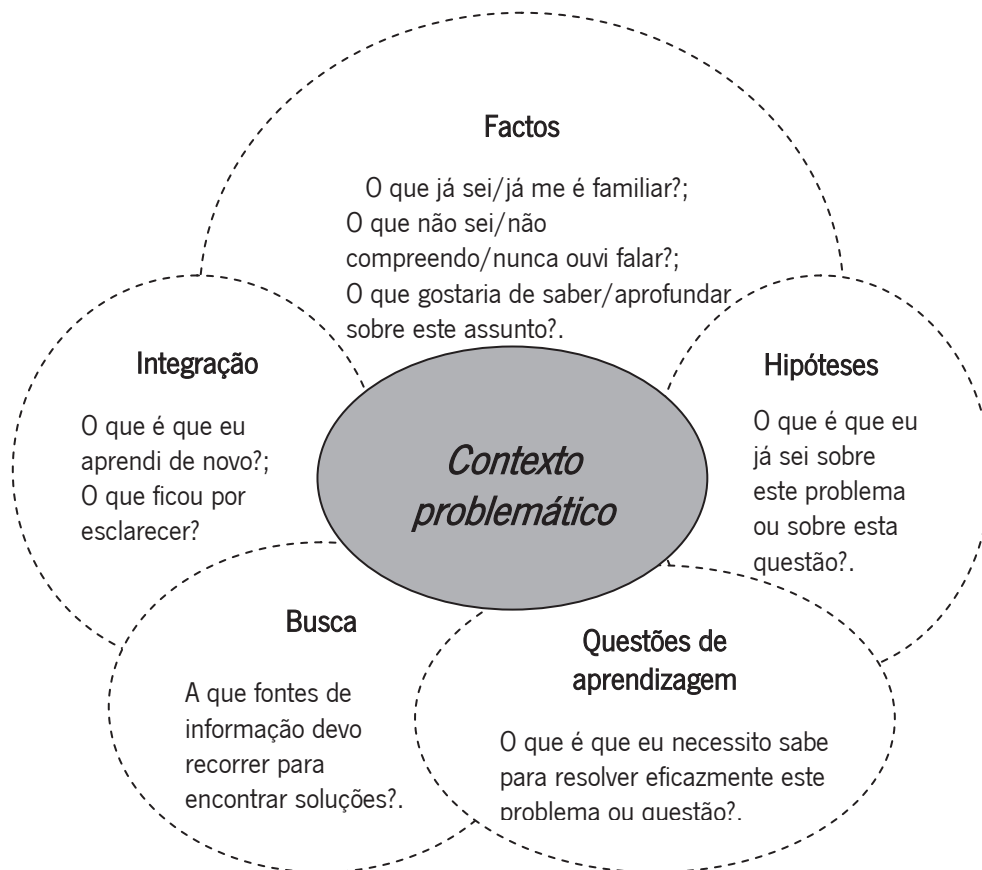 Factos
O que já sei/já me é familiar?;
O que não sei/não
compreendo/nunca ouvi falar?;
O que gostaria de saber/aprofundar
sobre este assunto?.
Integração
O que é que eu
aprendi de novo?;
O que ficou por
esclarecer?
Contexto
problemático
Hipóteses
O que é que eu
já sei sobre
este problema
ou sobre esta
questão?.
Busca
A que fontes de
informação devo
recorrer para
encontrar soluções?.
Questões de
aprendizagem
O que é que eu necessito sabe
para resolver eficazmente este
problema ou questão?.